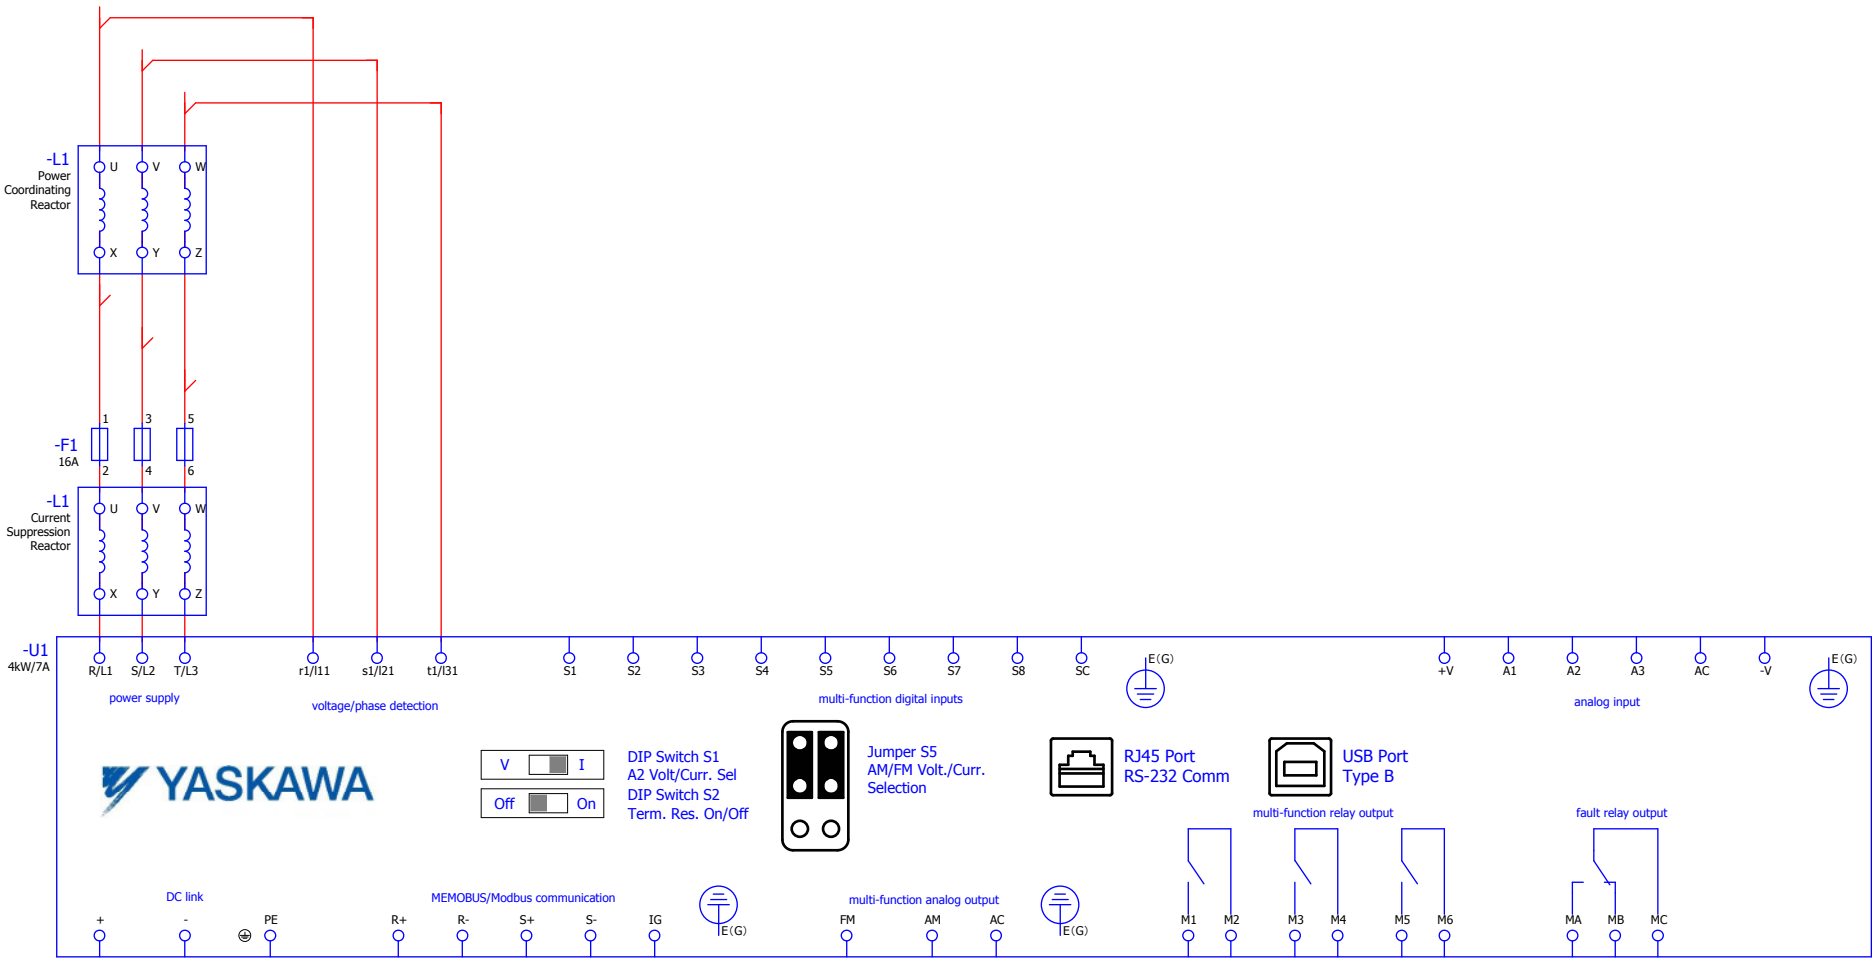 -L1
Power
Coordinating
Reactor
U V W
X Y Z
1 3 5
-F1
16A
2 4 6
-L1
Current
Suppression
Reactor
U V W
X Y Z
-U1
4kW/7A
R/L1 S/L2 T/L3 r1/l11 s1/l21 t1/l31 S1 S2 S3 S4 S5 S6 S7 S8 SC E(G) +V A1 A2 A3 AC -V E(G)
power supply voltage/phase detection multi-function digital inputs analog input
YASKAWA
V I
DIP Switch S1
A2 Volt/Curr. Sel
Off On
DIP Switch S2
Term. Res. On/Off
Jumper S5
AM/FM Volt./Curr.
Selection
RJ45 Port
RS-232 Comm
USB Port
Type B
multi-function relay output fault relay output
DC link MEMOBUS/Modbus communication multi-function analog output
+ - PE R+ R- S+ S- IG E(G) FM AM AC E(G) M1 M2 M3 M4 M5 M6 MA MB MC